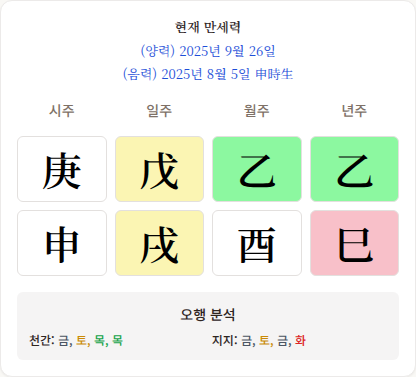 현재 만세력
(양력) 2025년 9월 26일
(음력) 2025년 8월 5일 申時生
시주 일주 월주 년주
庚 戊 乙 乙
申 戌 酉 巳
오행 분석
천간: 금, 토, 목, 목 지지: 금, 토, 금, 화